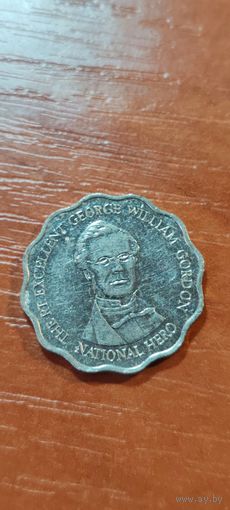 THE RT EXCELLENT GEORGE WILLIAM GORDON
NATIONAL HERO
www.ay.by